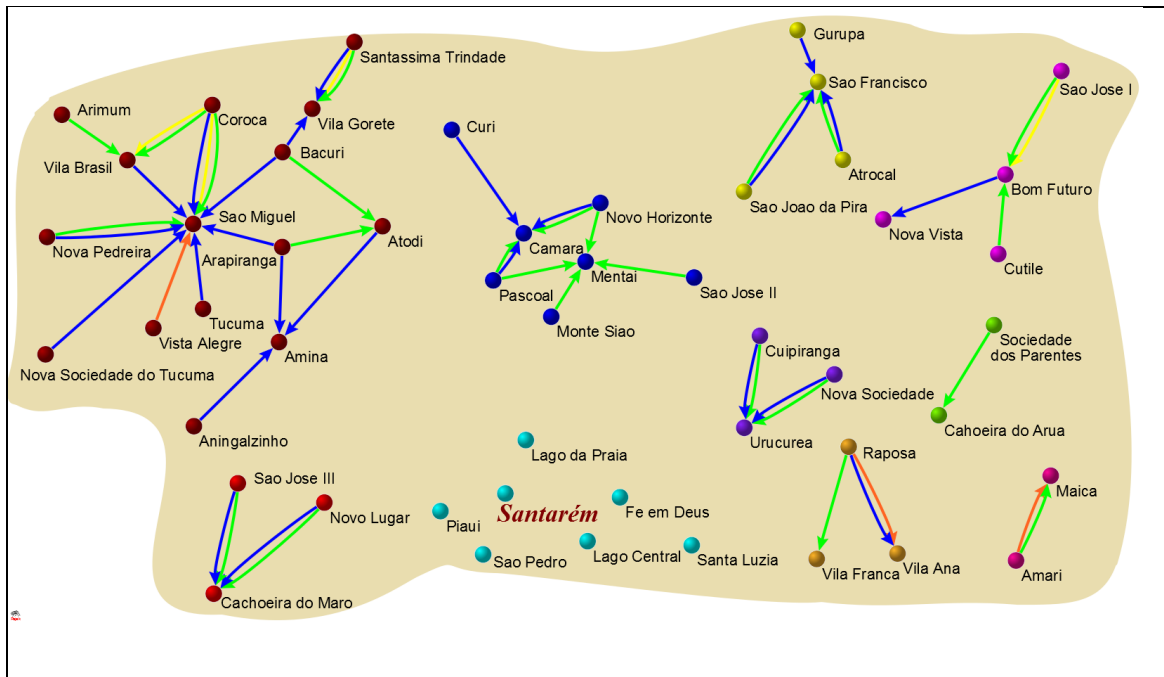 Gurupa
Santassima Trindade
Sao Francisco
Sao Jose I
Arimum
Coroca
Vila Gorete
Curi
Bacuri
Vila Brasil
Atrocal
Bom Futuro
Sao Joao da Pira
Sao Miguel
Novo Horizonte
Nova Vista
Atodi
Camara
Nova Pedreira
Arapiranga
Cutile
Mentai
Pascoal
Sao Jose II
Tucuma
Monte Siao
Vista Alegre
Sociedade
dos Parentes
Amina
Cuipiranga
Nova Sociedade do Tucuma
Nova Sociedade
Cahoeira do Arua
Aningalzinho
Urucurea
Raposa
Lago da Praia
Sao Jose III
Maica
Novo Lugar
Santarém
Piaui
Fe em Deus
Lago Central
Santa Luzia
Sao Pedro
Vila Franca
Vila Ana
Amari
Cachoeira do Maro